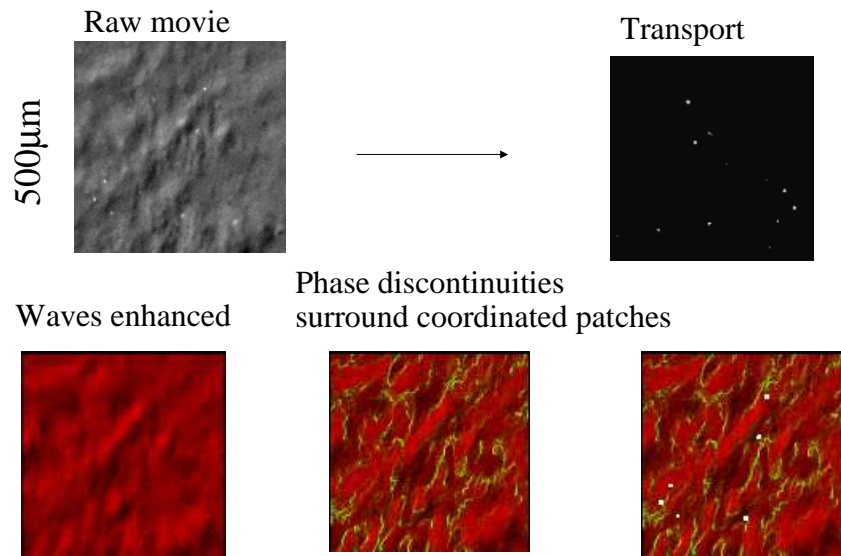 Raw movie
Transport
500μm
Phase discontinuities
surround coordinated patches
Waves enhanced